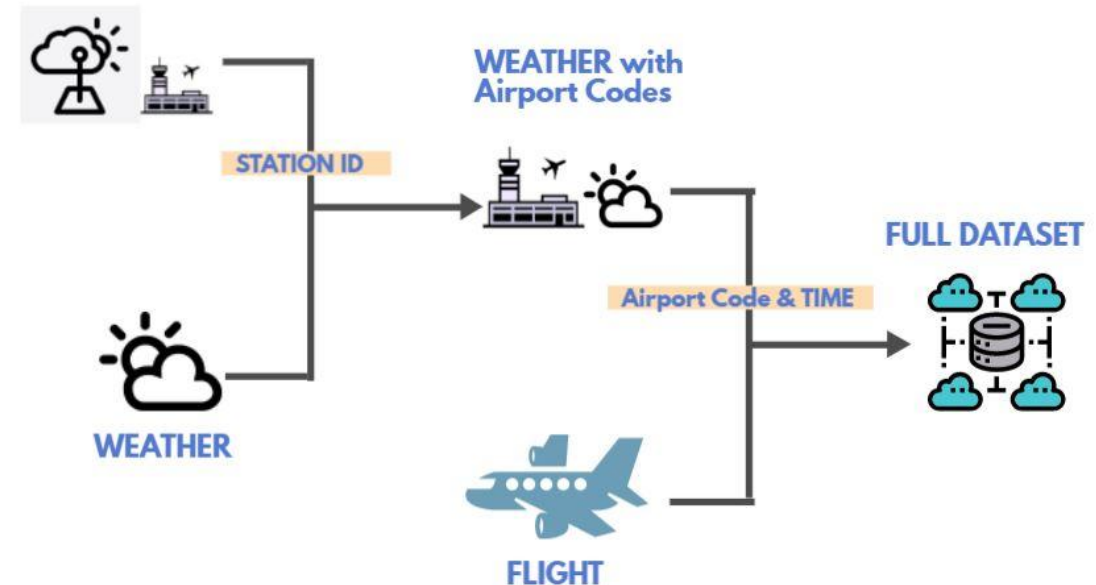 WEATHER with
Airport Codes
STATION ID
FULL DATASET
Airport Code & TIME
WEATHER
FLIGHT